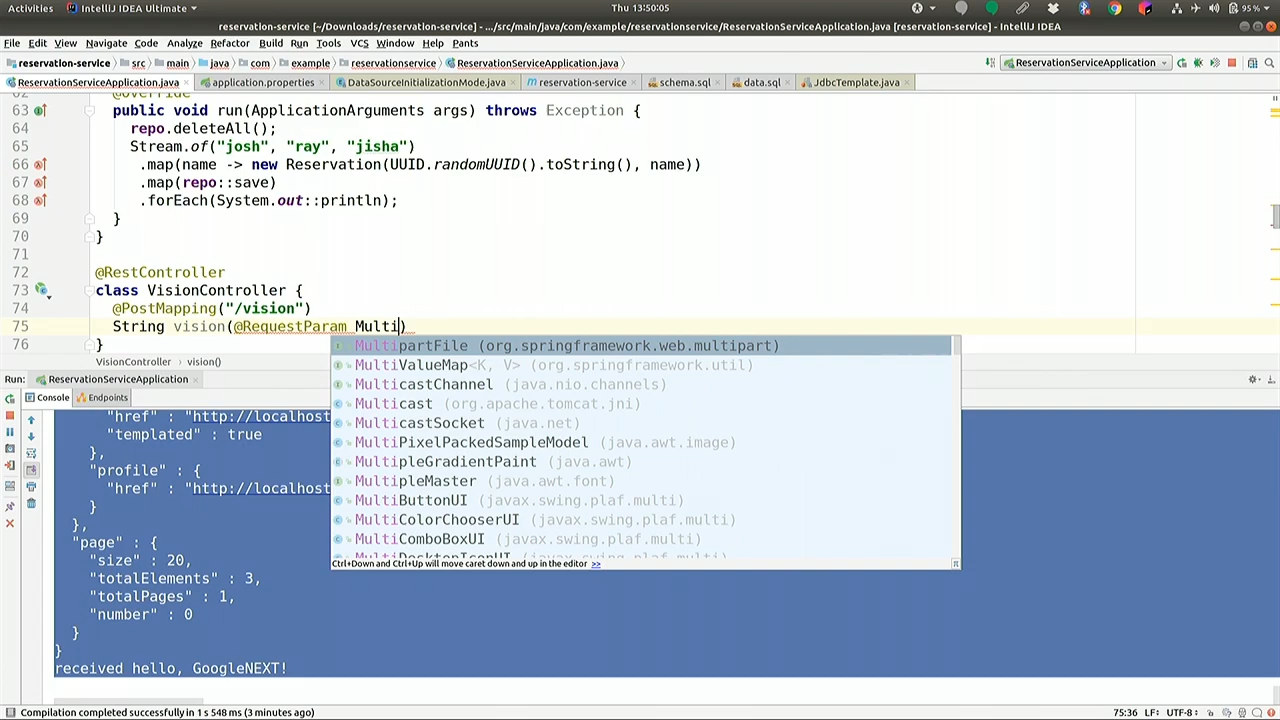 Activities IntelliJ IDEA Ultimate Thu 13:50:05 95 %
reservation-service [~/Downloads/reservation-service] - .../src/main/java/com/example/reservationservice/ReservationServiceApplication.java [reservation-service] - IntelliJ IDEA
File Edit View Navigate Code Analyze Refactor Build Run Tools VCS Window Help Pants
reservation-service src main java com example reservationservice ReservationServiceApplication.java ReservationServiceApplication
ReservationServiceApplication.java application.properties DataSourceInitializationMode.java reservation-service schema.sql data.sql JdbcTemplate.java
62 @Override
63 public void run(ApplicationArguments args) throws Exception {
64 repo.deleteAll();
65 Stream.of("josh", "ray", "jisha")
66 .map(name -> new Reservation(UUID.randomUUID().toString(), name))
67 .map(repo::save)
68 .forEach(System.out::println);
69 }
70 }
71
72 @RestController
73 class VisionController {
74 @PostMapping("/vision")
75 String vision(@RequestParam Multi)
76 }
MultipartFile (org.springframework.web.multipart)
MultiValueMap<K, V> (org.springframework.util)
MulticastChannel (java.nio.channels)
Multicast (org.apache.tomcat.jni)
MulticastSocket (java.net)
MultiPixelPackedSampleModel (java.awt.image)
MultipleGradientPaint (java.awt)
MultipleMaster (java.awt.font)
MultiButtonUI (javax.swing.plaf.multi)
MultiColorChooserUI (javax.swing.plaf.multi)
MultiComboBoxUI (javax.swing.plaf.multi)
MultiDesktopIconUI (javax.swing.plaf.multi)
Ctrl+Down and Ctrl+Up will move caret down and up in the editor >>
VisionController › vision()
Run: ReservationServiceApplication
Console Endpoints
"href" : "http://localhost
"templated" : true
},
"profile" : {
"href" : "http://localhost
}
},
"page" : {
"size" : 20,
"totalElements" : 3,
"totalPages" : 1,
"number" : 0
}
}
received hello, GoogleNEXT!
Compilation completed successfully in 1 s 548 ms (3 minutes ago) 75:36 LF÷ UTF-8÷